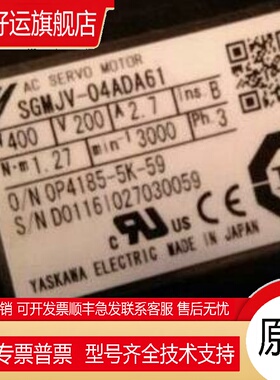 好运旗舰店
AC SERVO MOTOR
SGMJV-04ADA61
W 400 V 200 A 2.7 Ins.B
N-m 1.27 min-1 3000 Ph.3
O/N 0P4185-5K-59
S/N D0116I027030059
c UR US
YASKAWA ELECTRIC MADE IN JAPAN
销 可开发票顺丰急发联系客服 售后无忧
专票普票 型号齐全技术支持
原